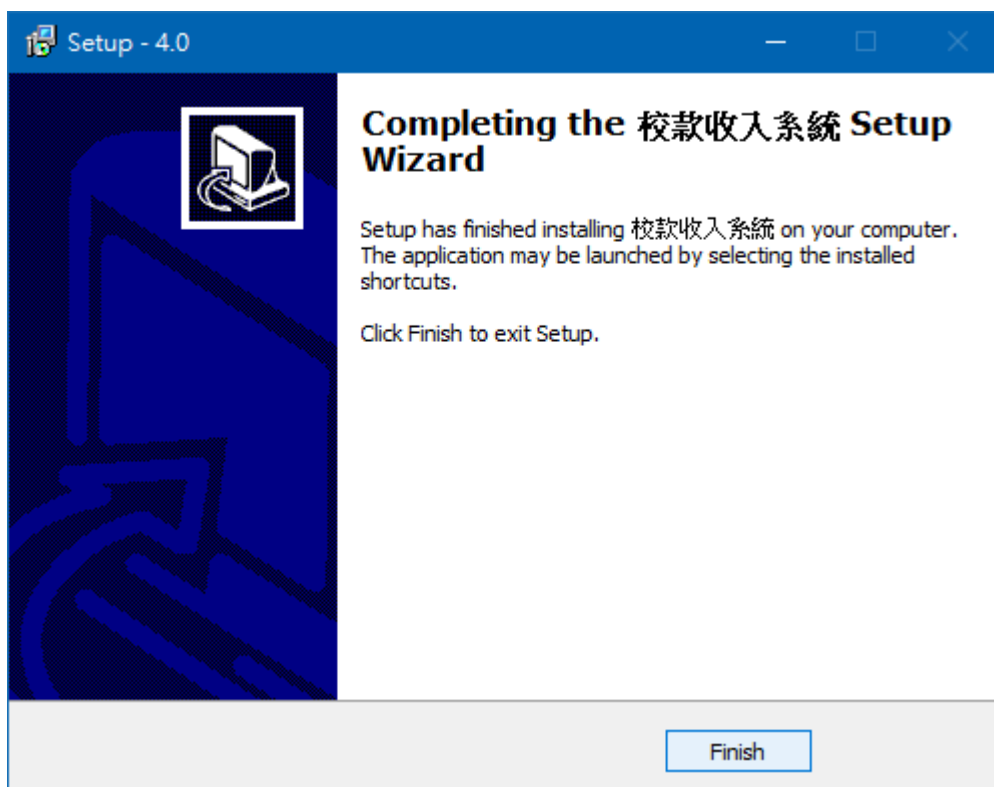 Setup - 4.0
Completing the 校款收入系統 Setup
Wizard
Setup has finished installing 校款收入系統 on your computer.
The application may be launched by selecting the installed
shortcuts.
Click Finish to exit Setup.
Finish